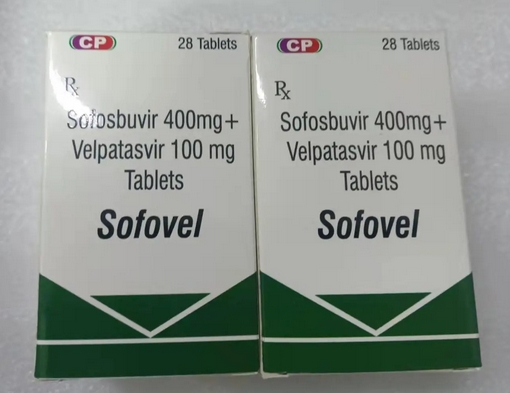 CP
28 Tablets
Rx
Sofosbuvir 400mg+
Velpatasvir 100 mg
Tablets
Sofovel
CP
28 Tablets
Rx
Sofosbuvir 400mg+
Velpatasvir 100 mg
Tablets
Sofovel